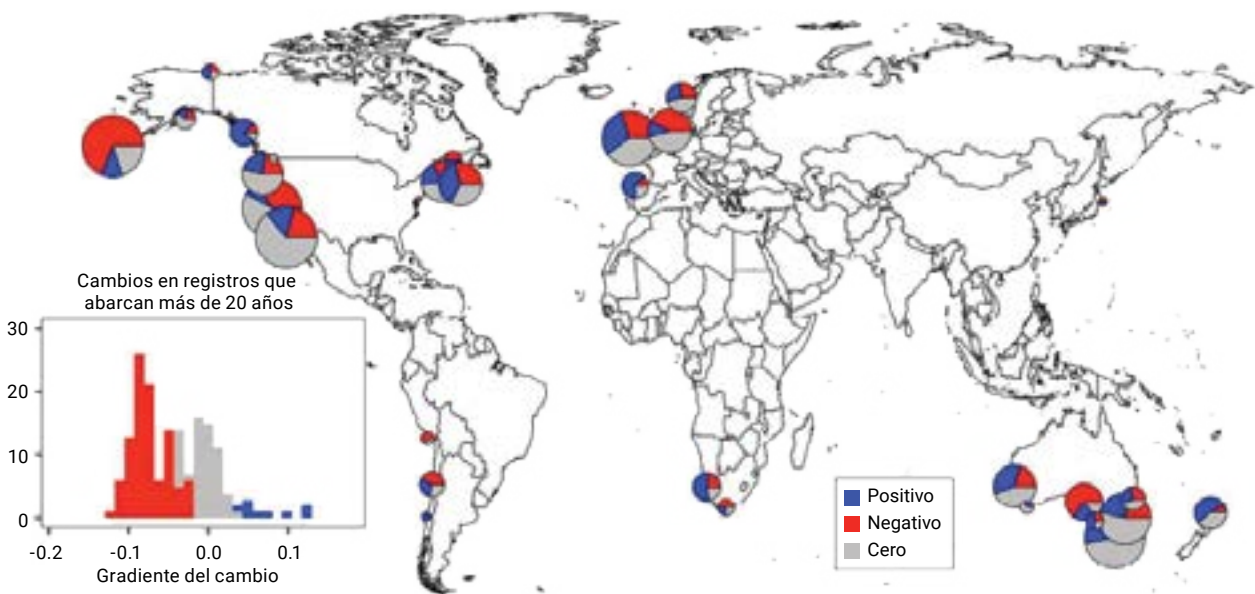 Cambios en registros que
abarcan más de 20 años
30
20
10
0
-0.2
-0.1
0.0
0.1
Gradiente del cambio
Positivo
Negativo
Cero